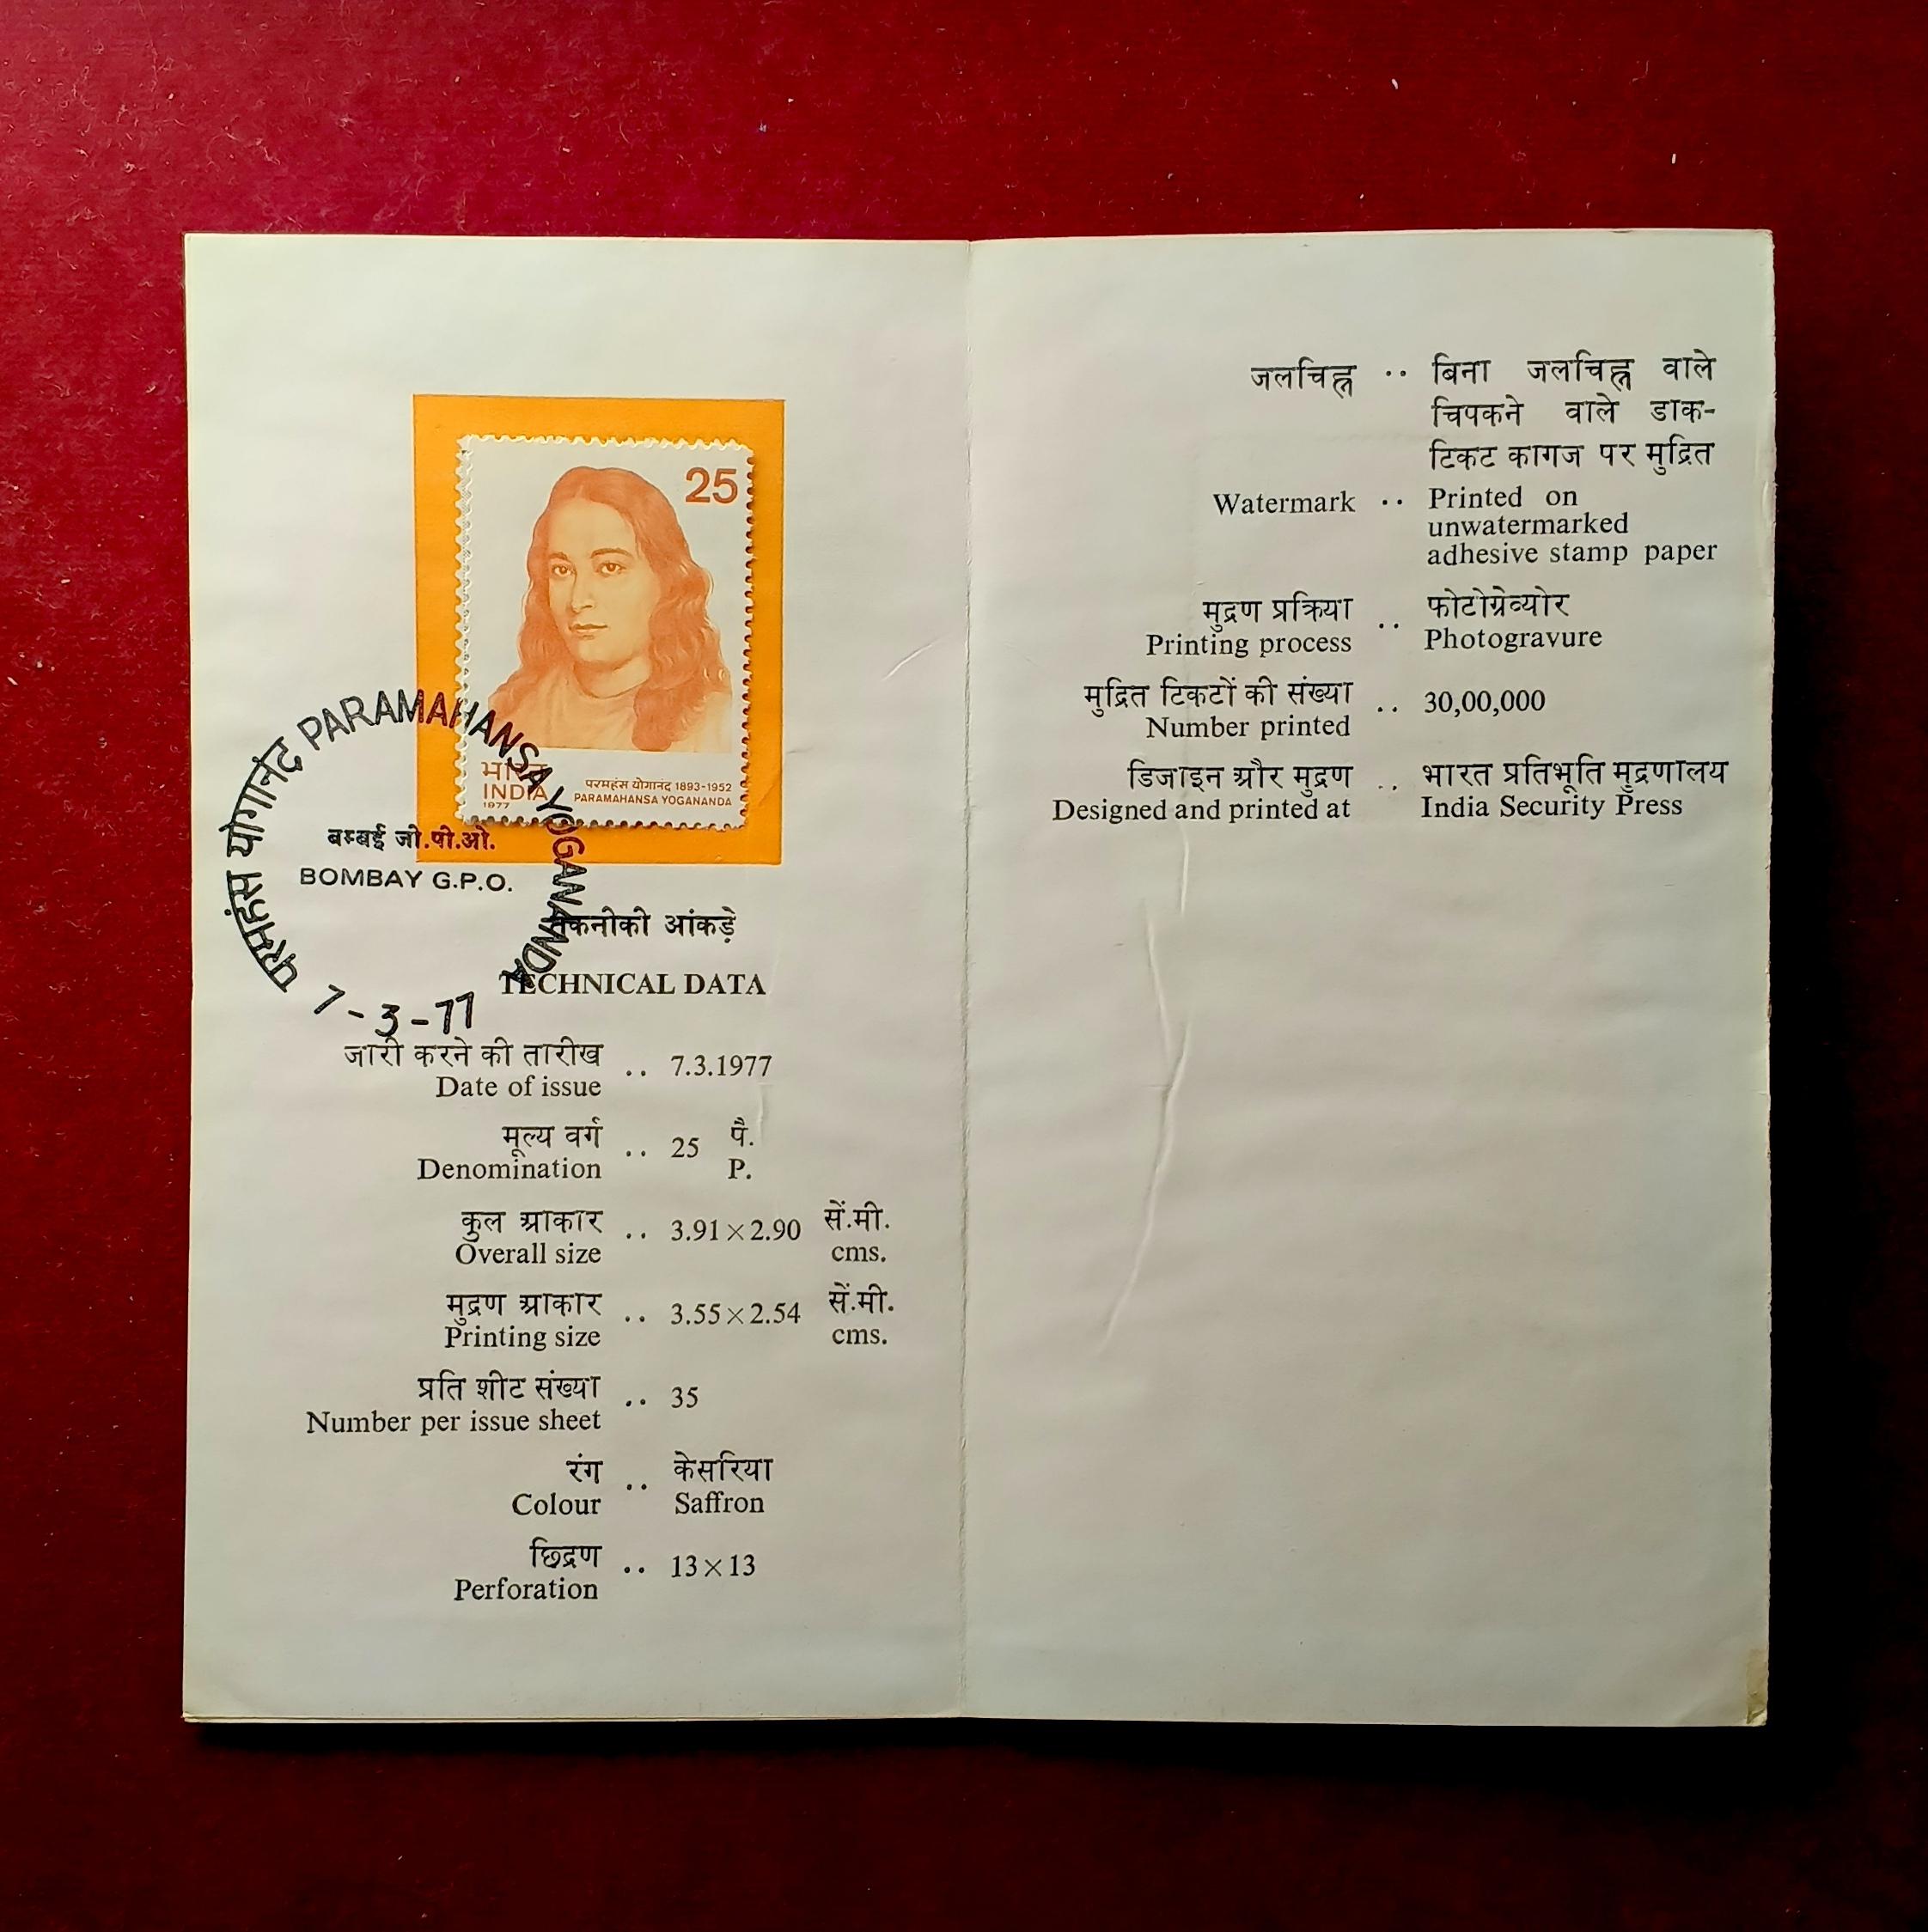 25
भारत
INDIA
1977
परमहंस योगानंद 1893-1952
PARAMAHANSA YOGANANDA
परमहंस योगानंद PARAMAHANSA YOGANANDA
बम्बई जी.पी.ओ.
BOMBAY G.P.O.
7-3-77
तकनीकी आंकड़े
TECHNICAL DATA
जारी करने की तारीख .. 7.3.1977
Date of issue
मूल्य वर्ग .. 25 पै.
Denomination P.
कुल आकार .. 3.91×2.90 सें.मी.
Overall size cms.
मुद्रण आकार .. 3.55×2.54 सें.मी.
Printing size cms.
प्रति शीट संख्या .. 35
Number per issue sheet
रंग .. केसरिया
Colour Saffron
छिद्रण .. 13×13
Perforation
जलचिह्न .. बिना जलचिह्न वाले
चिपकने वाले डाक-
टिकट कागज पर मुद्रित
Watermark .. Printed on
unwatermarked
adhesive stamp paper
मुद्रण प्रक्रिया .. फोटोग्रेव्योर
Printing process Photogravure
मुद्रित टिकटों की संख्या .. 30,00,000
Number printed
डिजाइन और मुद्रण .. भारत प्रतिभूति मुद्रणालय
Designed and printed at India Security Press